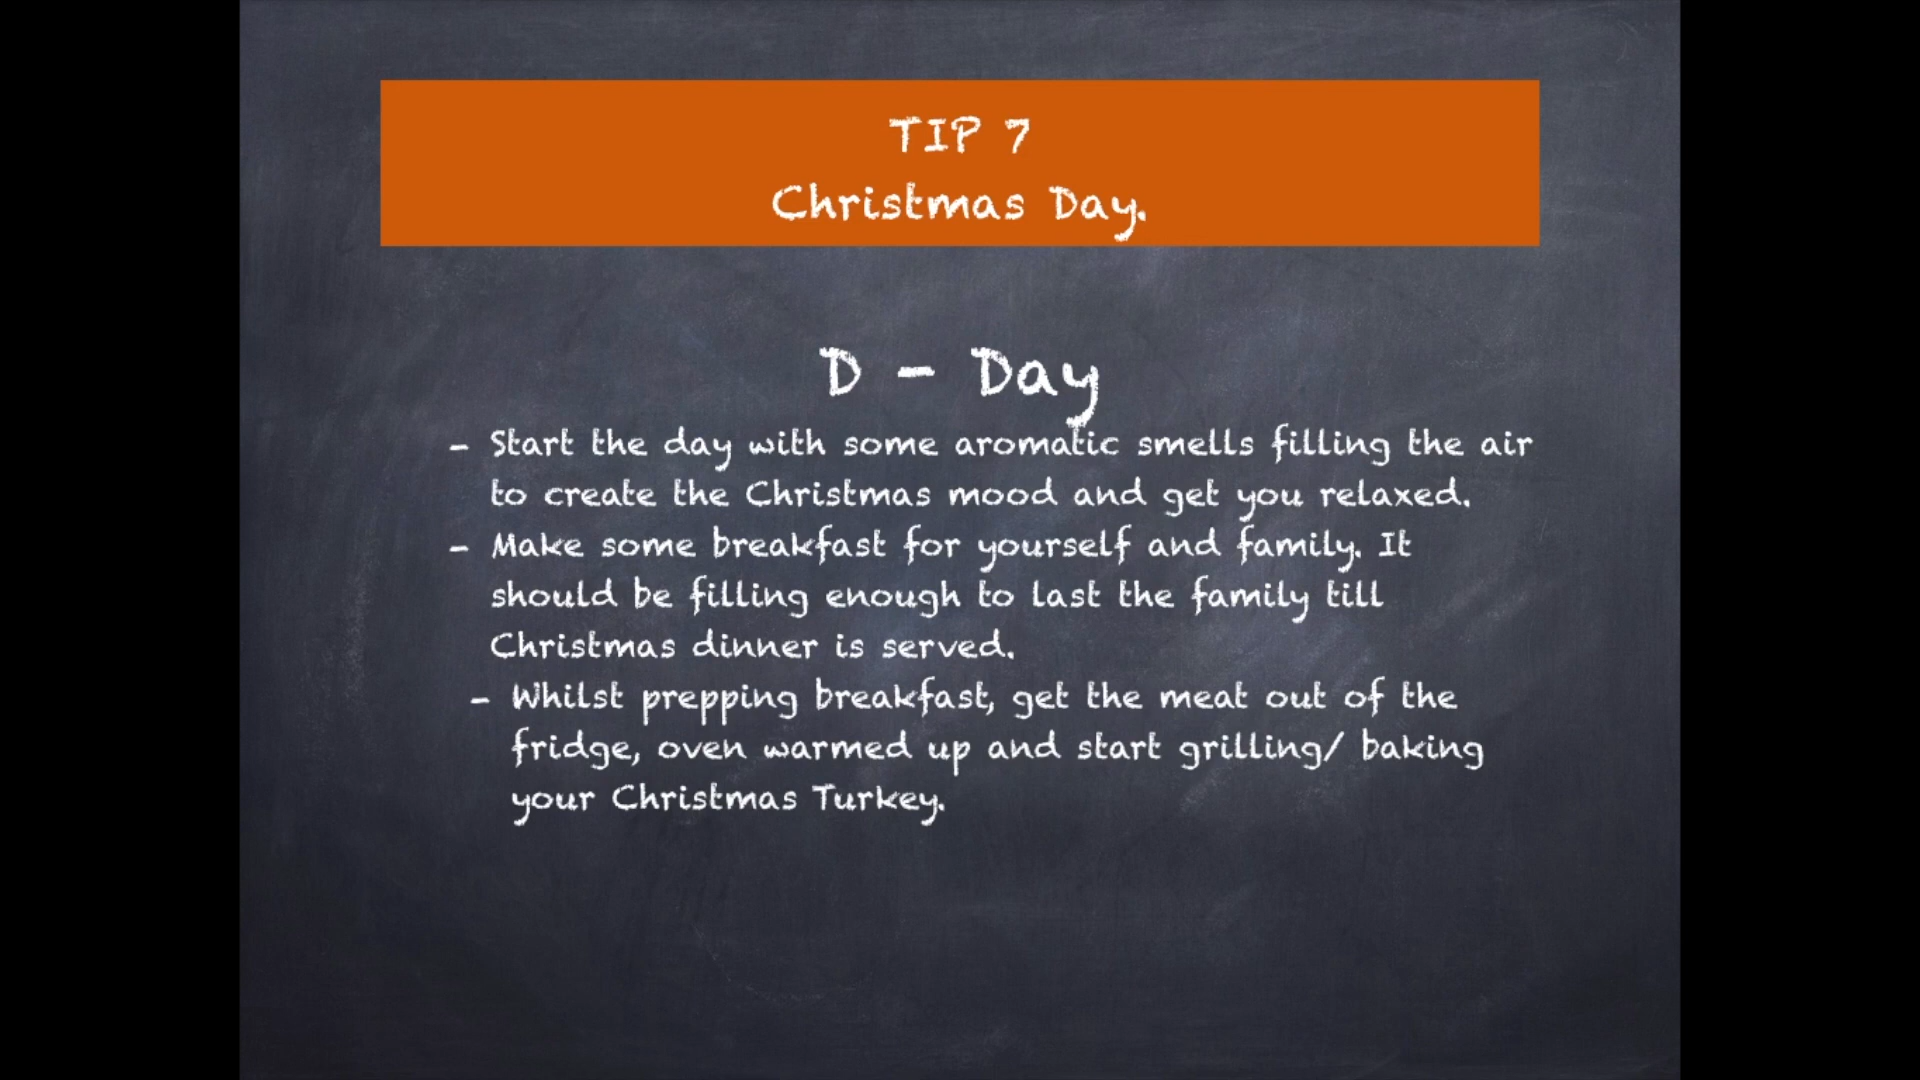 TIP 7
Christmas Day.
D - Day
- Start the day with some aromatic smells filling the air
to create the Christmas mood and get you relaxed.
- Make some breakfast for yourself and family. It
should be filling enough to last the family till
Christmas dinner is served.
- Whilst prepping breakfast, get the meat out of the
fridge, oven warmed up and start grilling/ baking
your Christmas Turkey.